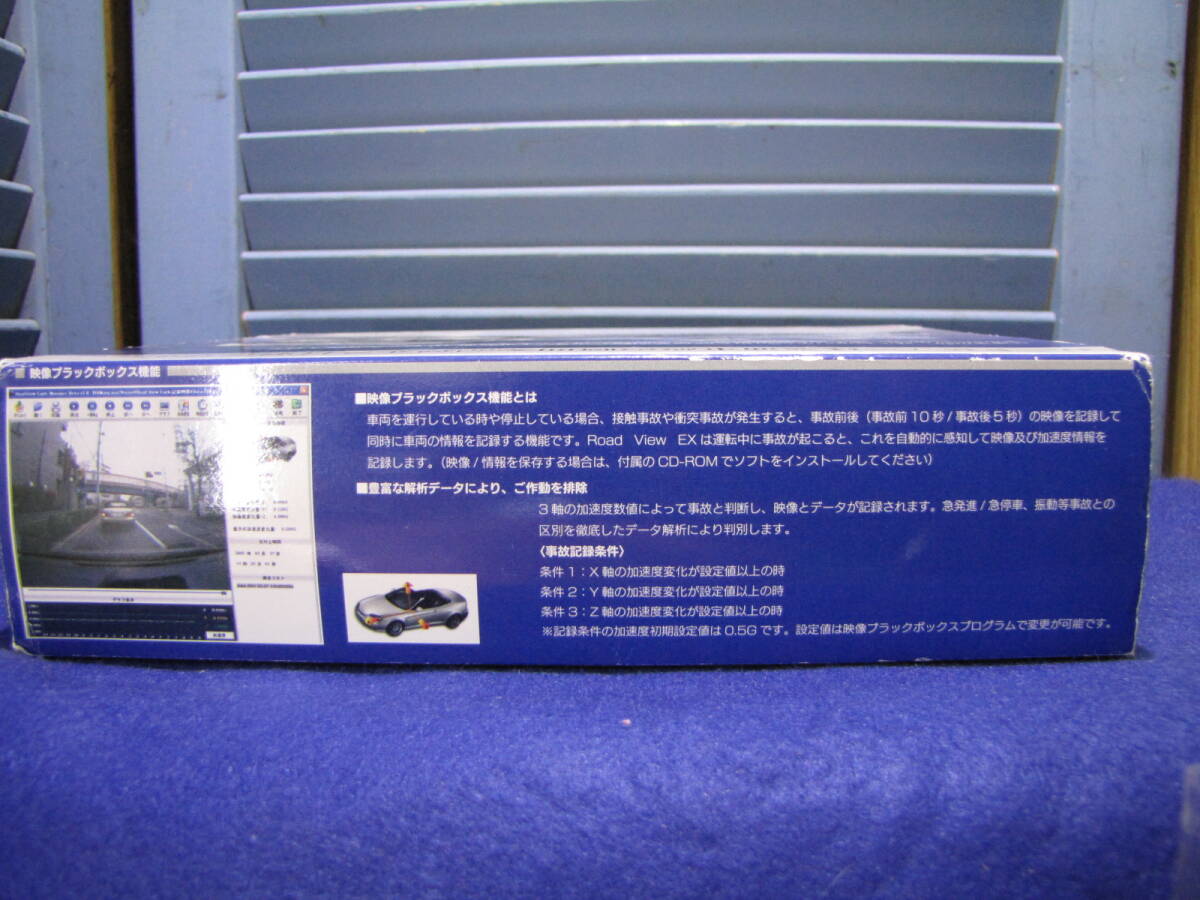 ■ 映像ブラックボックス機能
■映像ブラックボックス機能とは
車両を運行している時や停止している場合、接触事故や衝突事故が発生すると、事故前後（事故前10秒/事故後5秒）の映像を記録して
同時に車両の情報を記録する機能です。Road View EXは運転中に事故が起こると、これを自動的に感知して映像及び加速度情報を
記録します。（映像/情報を保存する場合は、付属のCD-ROMでソフトをインストールしてください）
■豊富な解析データにより、ご作動を排除
3軸の加速度数値によって事故と判断し、映像とデータが記録されます。急発進/急停車、振動等事故との
区別を徹底したデータ解析により判別します。
〈事故記録条件〉
条件1：X軸の加速度変化が設定値以上の時
条件2：Y軸の加速度変化が設定値以上の時
条件3：Z軸の加速度変化が設定値以上の時
※記録条件の加速度初期設定値は0.5Gです。設定値は映像ブラックボックスプログラムで変更が可能です。